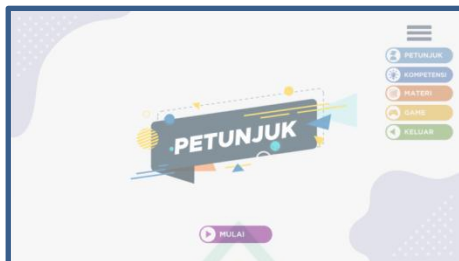 PETUNJUK
KOMPETENSI
MATERI
GAME
KELUAR
PETUNJUK
MULAI